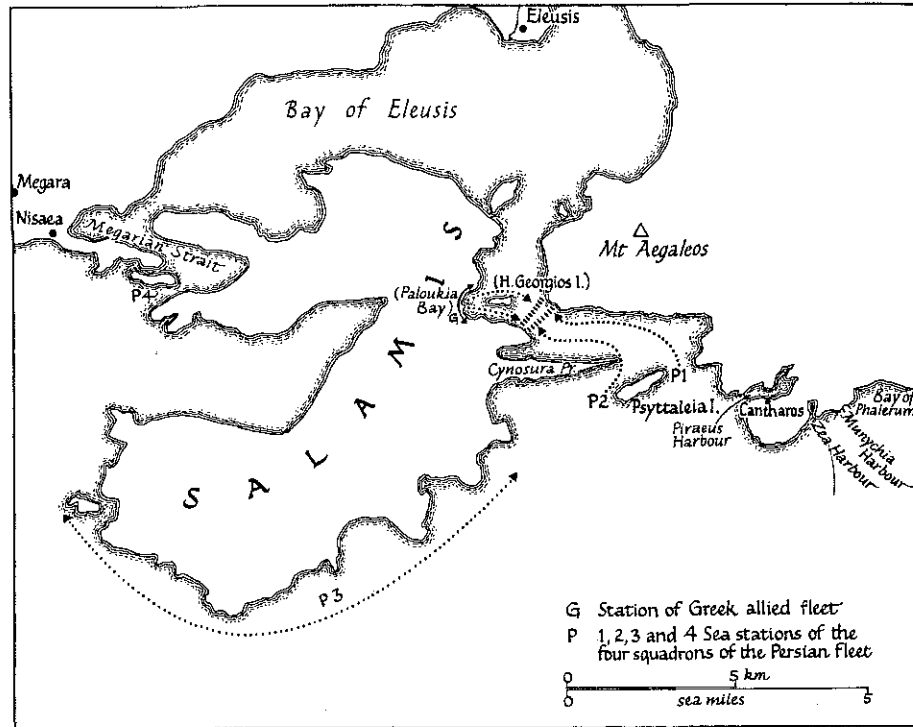 Eleusis
Bay of Eleusis
Megara
Nisaea
Megarian Strait
P4
Mt Aegaleos
(H. Georgios I.)
(Paloukia
Bay)
G
SALAMIS
Cynosura Pr.
P1
P2
Psyttaleia I.
Piraeus
Harbour
Cantharos
Zea Harbour
Munychia
Harbour
Bay of
Phalerum
P3
G Station of Greek allied fleet
P 1, 2, 3 and 4 Sea stations of the
four squadrons of the Persian fleet
0 5 km
0 sea miles 5